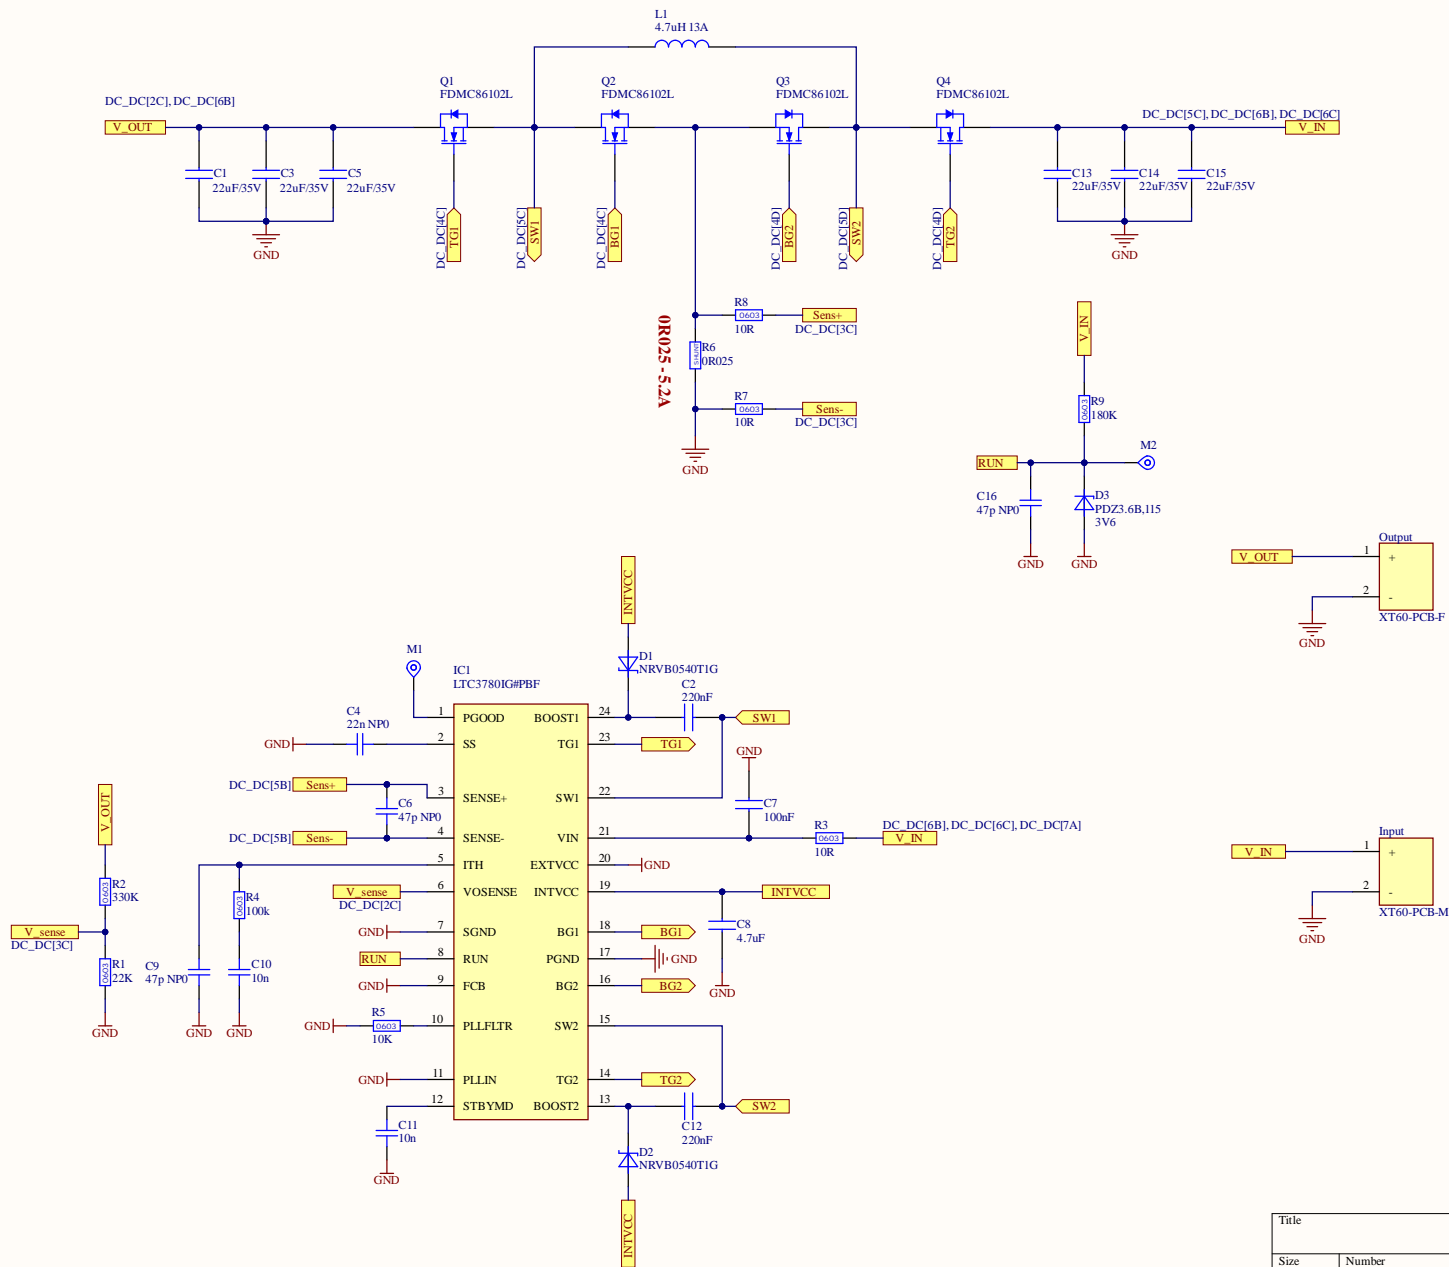 L1
4.7uH 13A
Q1
FDMC86102L
Q2
FDMC86102L
Q3
FDMC86102L
Q4
FDMC86102L
DC_DC[2C], DC_DC[6B]
V_OUT
DC_DC[5C], DC_DC[6B], DC_DC[6C]
V_IN
C1
22uF/35V
C3
22uF/35V
C5
22uF/35V
C13
22uF/35V
C14
22uF/35V
C15
22uF/35V
GND
GND
DC_DC[4C]
TG1
DC_DC[5C]
SW1
DC_DC[4C]
BG1
DC_DC[4D]
BG2
DC_DC[5D]
SW2
DC_DC[4D]
TG2
0R025 - 5.2A
R8
0603
10R
Sens+
DC_DC[3C]
SHUNT
R6
0R025
R7
0603
10R
Sens-
DC_DC[3C]
GND
V_IN
0603
R9
180K
RUN
M2
C16
47p NP0
D3
PDZ3.6B,115
3V6
GND
GND
Output
V_OUT
1
+
2
-
XT60-PCB-F
GND
Input
V_IN
1
+
2
-
XT60-PCB-M
GND
INTVCC
D1
NRVB0540T1G
C2
220nF
SW1
M1
IC1
LTC3780IG#PBF
1
PGOOD
2
SS
3
SENSE+
4
SENSE-
5
ITH
6
VOSENSE
7
SGND
8
RUN
9
FCB
10
PLLFLTR
11
PLLIN
12
STBYMD
BOOST1
24
TG1
23
SW1
22
VIN
21
EXTVCC
20
INTVCC
19
BG1
18
PGND
17
BG2
16
SW2
15
TG2
14
BOOST2
13
C4
22n NP0
GND
DC_DC[5B]
Sens+
C6
47p NP0
DC_DC[5B]
Sens-
V_sense
DC_DC[2C]
GND
RUN
GND
GND
R5
0603
10K
GND
C11
10n
GND
V_OUT
0603
R2
330K
V_sense
DC_DC[3C]
0603
R1
22K
GND
C9
47p NP0
GND
0603
R4
100k
C10
10n
GND
TG1
GND
C7
100nF
R3
0603
10R
DC_DC[6B], DC_DC[6C], DC_DC[7A]
V_IN
GND
INTVCC
C8
4.7uF
GND
BG1
GND
BG2
TG2
C12
220nF
SW2
D2
NRVB0540T1G
INTVCC
Title
Size
Number